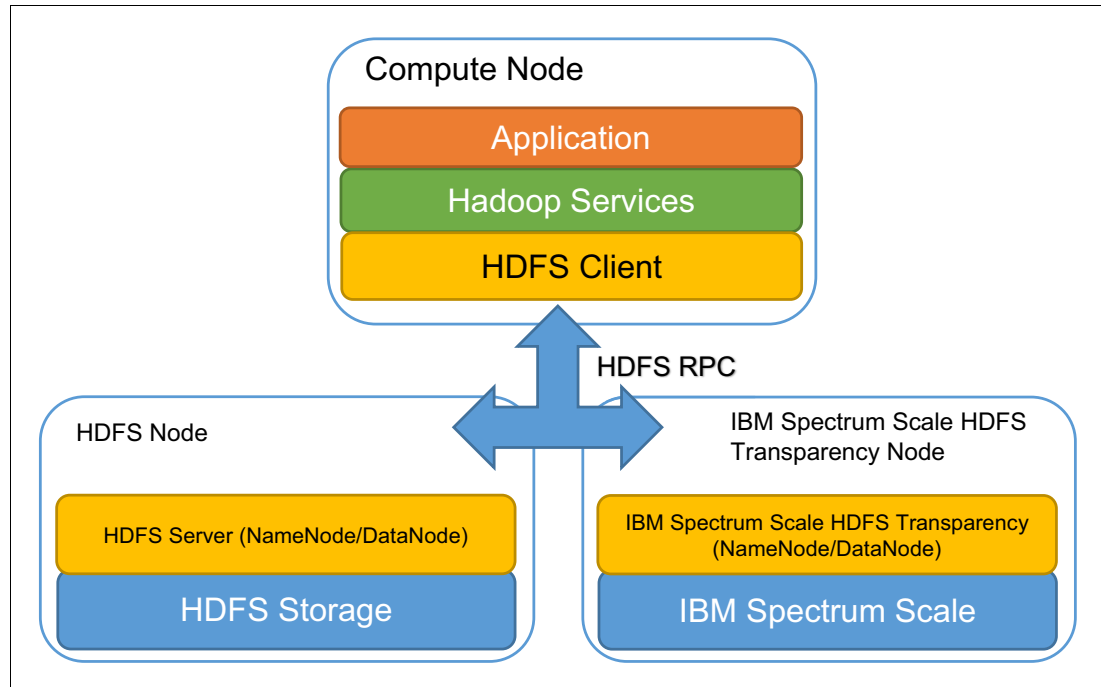 Compute Node
Application
Hadoop Services
HDFS Client
HDFS RPC
HDFS Node
HDFS Server (NameNode/DataNode)
HDFS Storage
IBM Spectrum Scale HDFS
Transparency Node
IBM Spectrum Scale HDFS Transparency
(NameNode/DataNode)
IBM Spectrum Scale